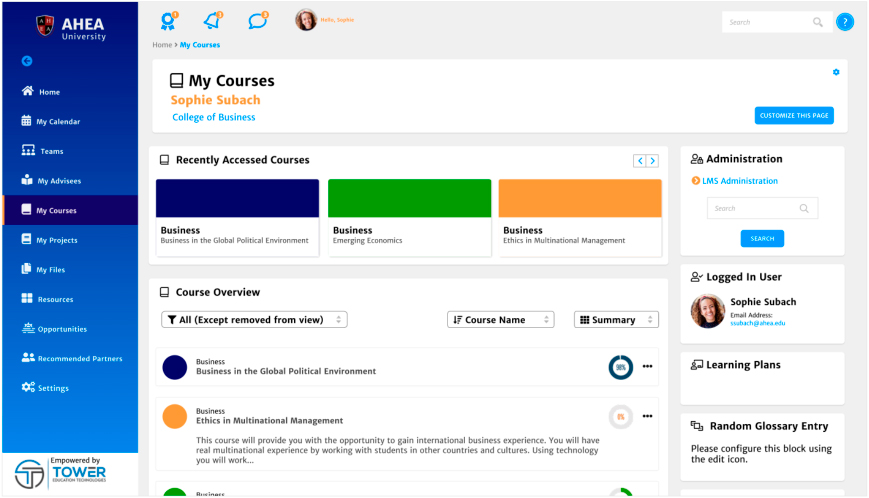 AHEA
University
Hello, Sophie
Search
?
Home > My Courses
Home
My Calendar
Teams
My Advisees
My Courses
My Projects
My Files
Resources
Opportunities
Recommended Partners
Settings
Empowered by
TOWER
EDUCATION TECHNOLOGIES
My Courses
Sophie Subach
College of Business
CUSTOMIZE THIS PAGE
Recently Accessed Courses
Business
Business in the Global Political Environment
Business
Emerging Economics
Business
Ethics in Multinational Management
Course Overview
All (Except removed from view)
Course Name
Summary
Business
Business in the Global Political Environment
98%
Business
Ethics in Multinational Management
0%
This course will provide you with the opportunity to gain international business experience. You will have
real multinational experience by working with students in other countries and cultures. Using technology
you will work...
Business
Administration
LMS Administration
Search
SEARCH
Logged In User
Sophie Subach
Email Address:
ssubach@ahea.edu
Learning Plans
Random Glossary Entry
Please configure this block using
the edit icon.